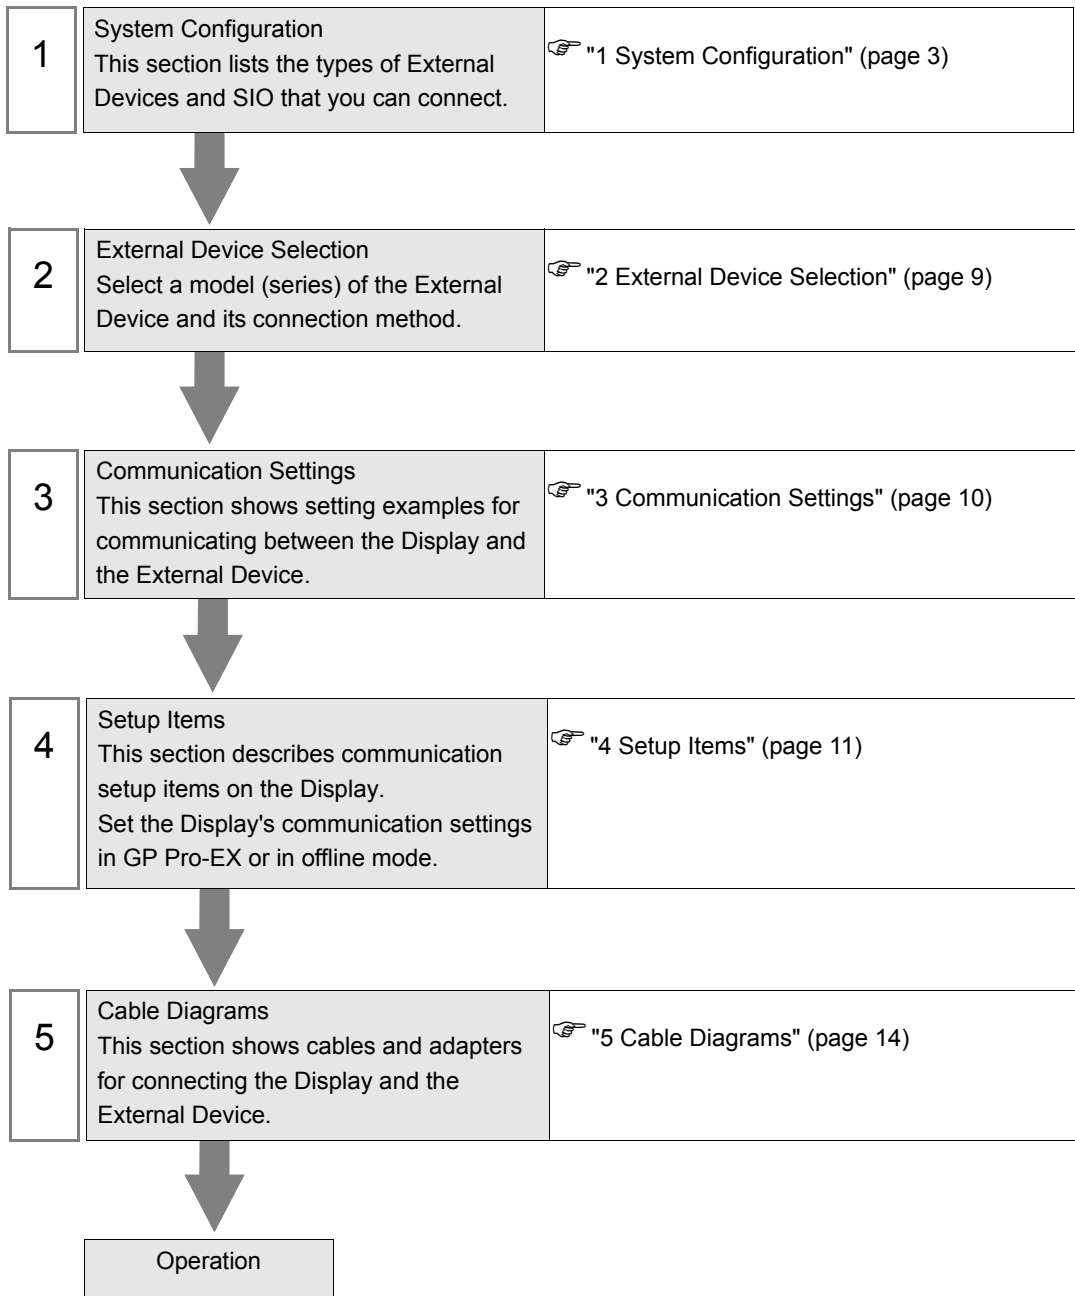 1
System Configuration
This section lists the types of External
Devices and SIO that you can connect.
"1 System Configuration" (page 3)
2
External Device Selection
Select a model (series) of the External
Device and its connection method.
"2 External Device Selection" (page 9)
3
Communication Settings
This section shows setting examples for
communicating between the Display and
the External Device.
"3 Communication Settings" (page 10)
4
Setup Items
This section describes communication
setup items on the Display.
Set the Display's communication settings
in GP Pro-EX or in offline mode.
"4 Setup Items" (page 11)
5
Cable Diagrams
This section shows cables and adapters
for connecting the Display and the
External Device.
"5 Cable Diagrams" (page 14)
Operation